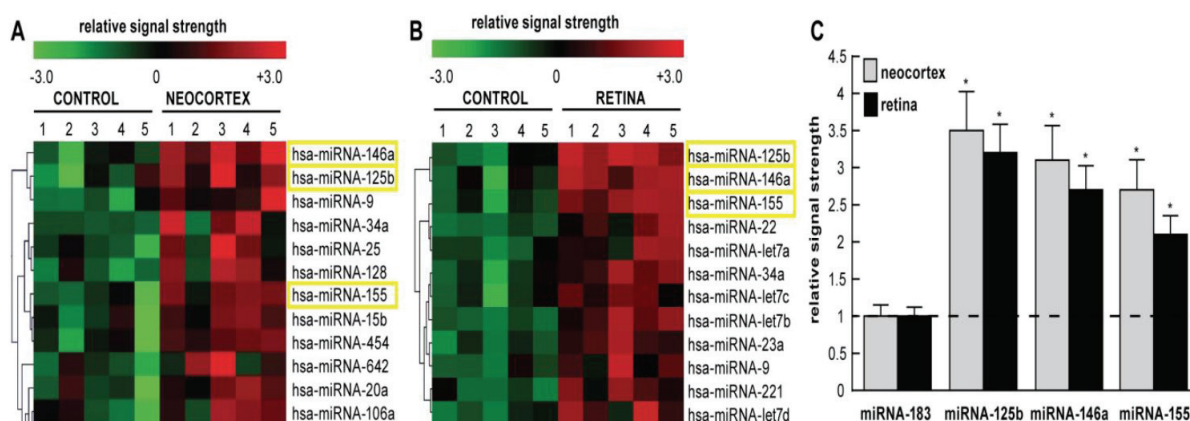 A
relative signal strength
-3.0 0 +3.0
CONTROL NEOCORTEX
1 2 3 4 5 1 2 3 4 5
hsa-miRNA-146a
hsa-miRNA-125b
hsa-miRNA-9
hsa-miRNA-34a
hsa-miRNA-25
hsa-miRNA-128
hsa-miRNA-155
hsa-miRNA-15b
hsa-miRNA-454
hsa-miRNA-642
hsa-miRNA-20a
hsa-miRNA-106a
B
relative signal strength
-3.0 0 +3.0
CONTROL RETINA
1 2 3 4 5 1 2 3 4 5
hsa-miRNA-125b
hsa-miRNA-146a
hsa-miRNA-155
hsa-miRNA-22
hsa-miRNA-let7a
hsa-miRNA-34a
hsa-miRNA-let7c
hsa-miRNA-let7b
hsa-miRNA-23a
hsa-miRNA-9
hsa-miRNA-221
hsa-miRNA-let7d
C
relative signal strength
4.5
4
3.5
3
2.5
2
1.5
1
0.5
0
neocortex
retina
* * * * * *
miRNA-183 miRNA-125b miRNA-146a miRNA-155